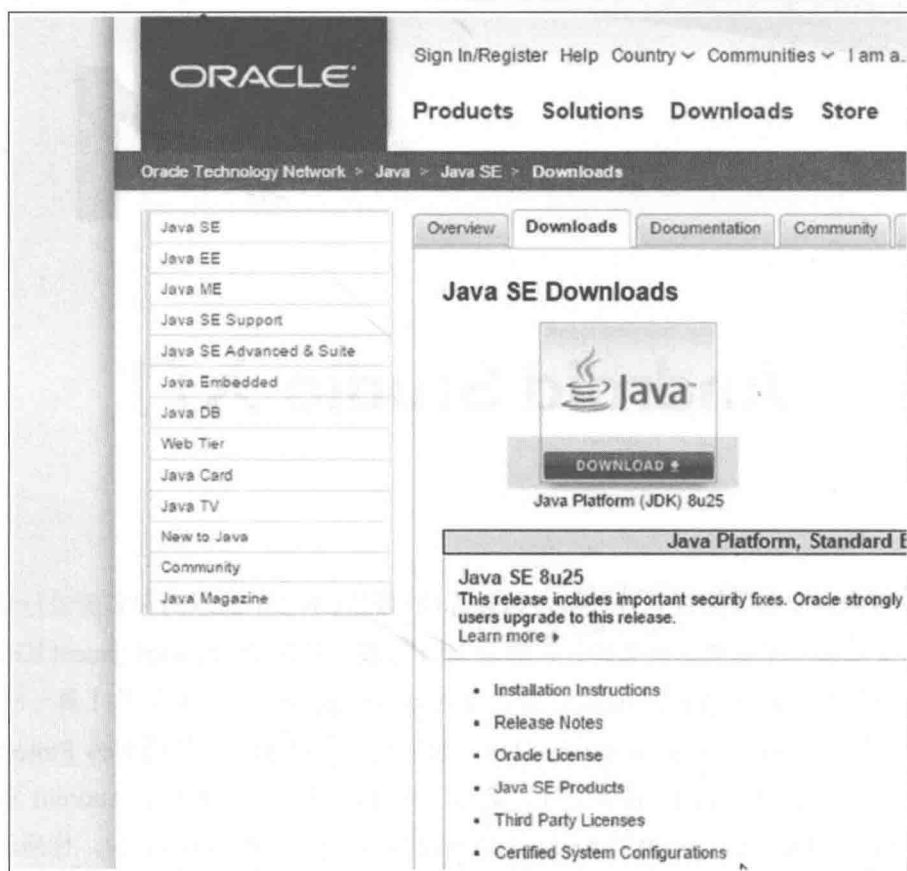 ORACLE
Sign In/Register Help Country Communities I am a.
Products Solutions Downloads Store
Oracle Technology Network > Java > Java SE > Downloads
Java SE
Java EE
Java ME
Java SE Support
Java SE Advanced & Suite
Java Embedded
Java DB
Web Tier
Java Card
Java TV
New to Java
Community
Java Magazine
Overview Downloads Documentation Community
Java SE Downloads
Java
DOWNLOAD
Java Platform (JDK) 8u25
Java Platform, Standard E
Java SE 8u25
This release includes important security fixes. Oracle strongly
users upgrade to this release.
Learn more
• Installation Instructions
• Release Notes
• Oracle License
• Java SE Products
• Third Party Licenses
• Certified System Configurations